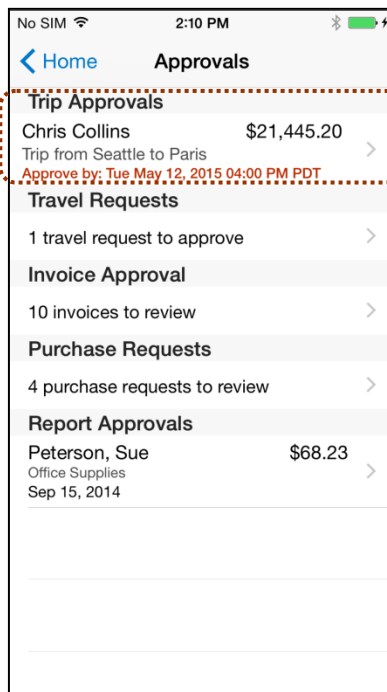 No SIM 2:10 PM
Home Approvals
Trip Approvals
Chris Collins $21,445.20
Trip from Seattle to Paris
Approve by: Tue May 12, 2015 04:00 PM PDT
Travel Requests
1 travel request to approve
Invoice Approval
10 invoices to review
Purchase Requests
4 purchase requests to review
Report Approvals
Peterson, Sue $68.23
Office Supplies
Sep 15, 2014